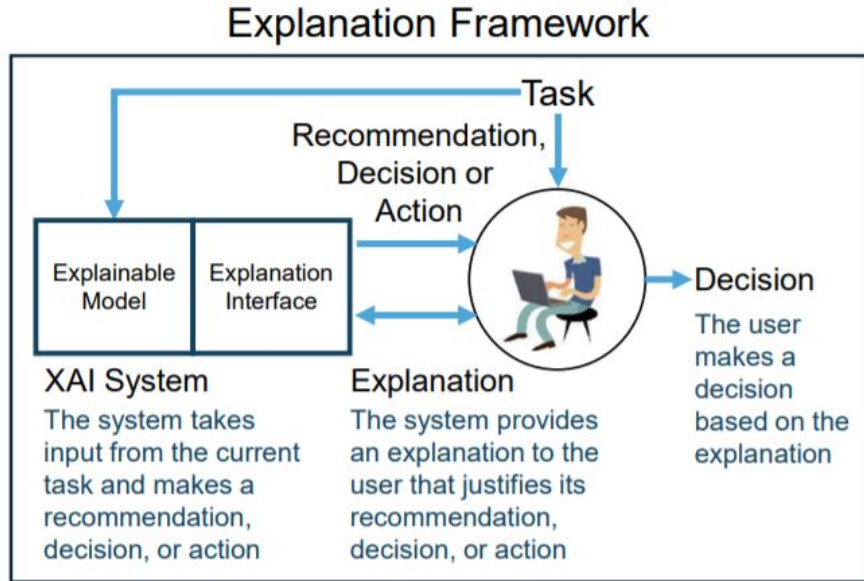 Explanation Framework
Task
Recommendation,
Decision or
Action
Explainable
Model
Explanation
Interface
XAI System
The system takes
input from the current
task and makes a
recommendation,
decision, or action
Explanation
The system provides
an explanation to the
user that justifies its
recommendation,
decision, or action
Decision
The user
makes a
decision
based on the
explanation